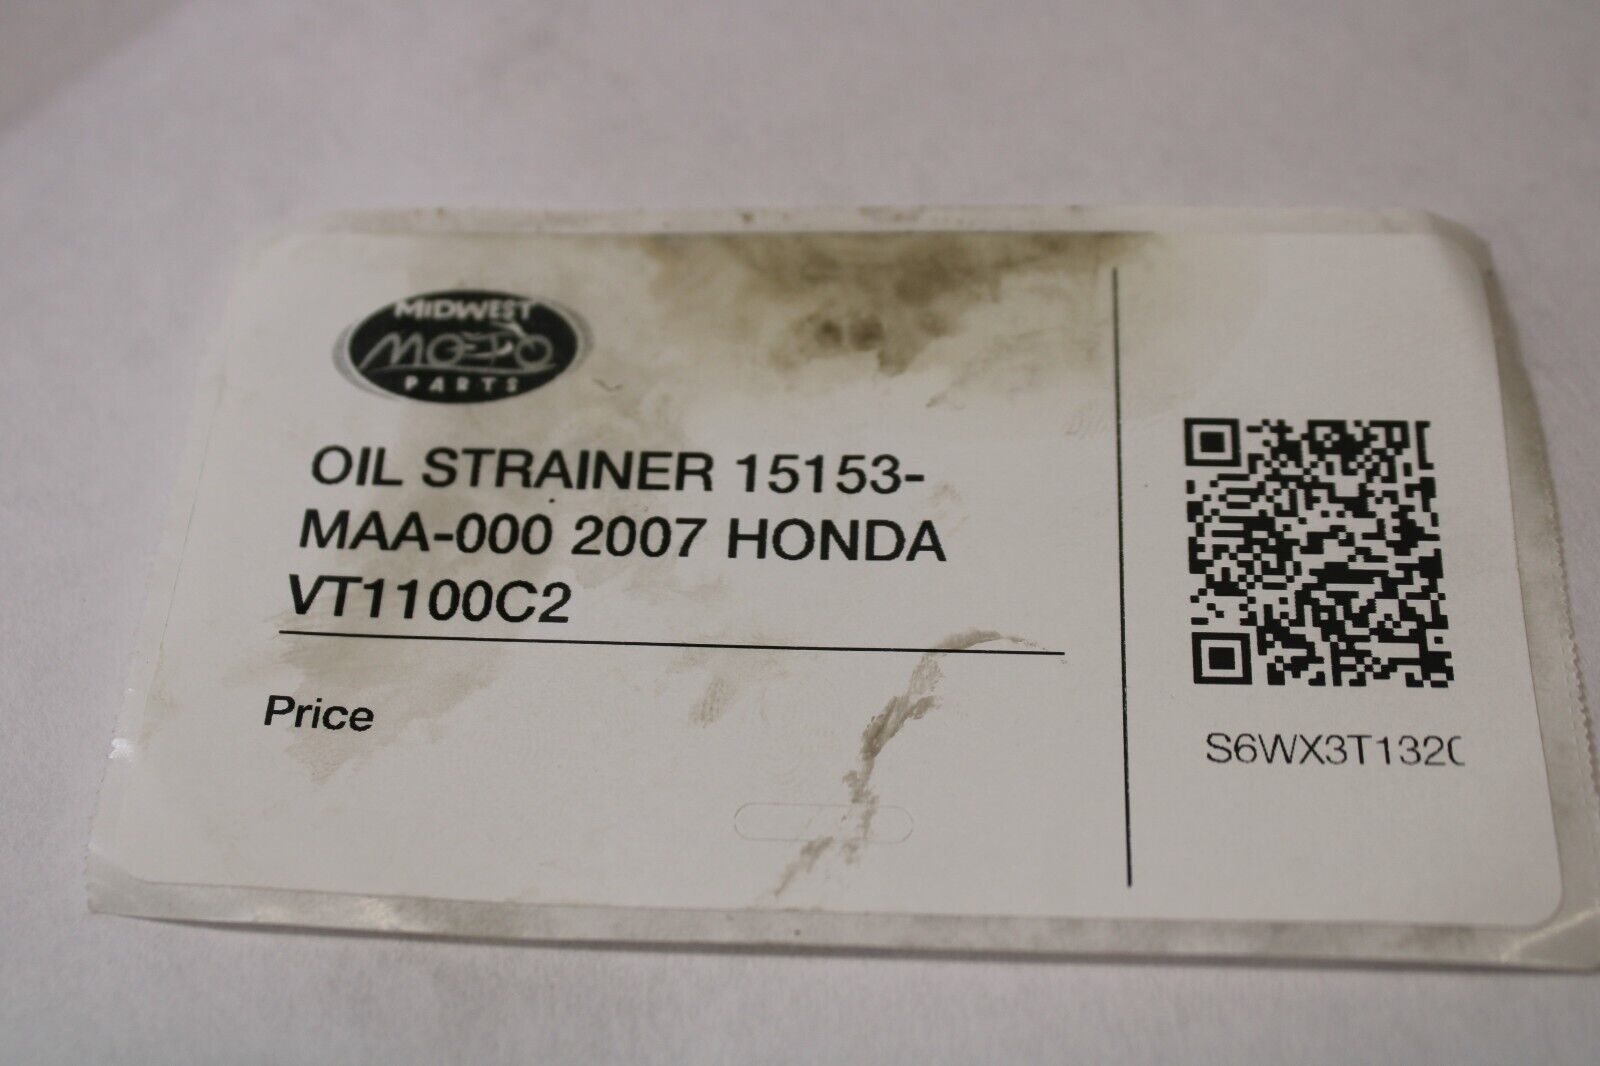 MIDWEST
MOTO
PARTS
OIL STRAINER 15153-
MAA-000 2007 HONDA
VT1100C2
Price
S6WX3T132